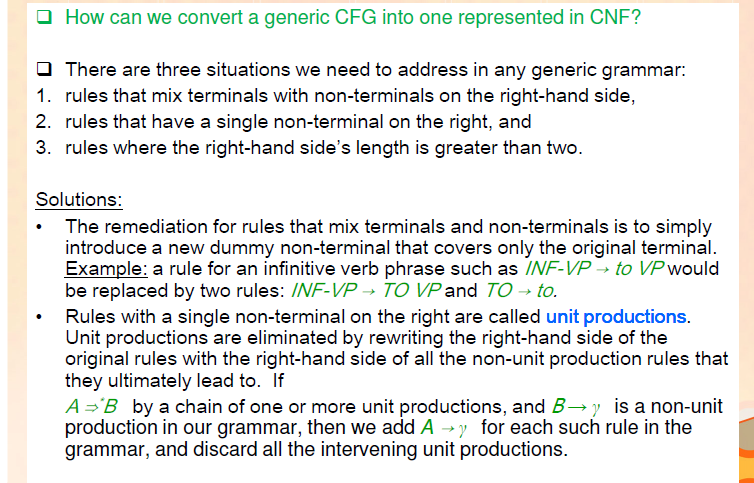 ❑ How can we convert a generic CFG into one represented in CNF?
❑ There are three situations we need to address in any generic grammar:
1. rules that mix terminals with non-terminals on the right-hand side,
2. rules that have a single non-terminal on the right, and
3. rules where the right-hand side's length is greater than two.
Solutions:
• The remediation for rules that mix terminals and non-terminals is to simply
introduce a new dummy non-terminal that covers only the original terminal.
Example: a rule for an infinitive verb phrase such as INF-VP → to VP would
be replaced by two rules: INF-VP → TO VP and TO → to.
• Rules with a single non-terminal on the right are called unit productions.
Unit productions are eliminated by rewriting the right-hand side of the
original rules with the right-hand side of all the non-unit production rules that
they ultimately lead to. If
A ⇒* B by a chain of one or more unit productions, and B → γ is a non-unit
production in our grammar, then we add A → γ for each such rule in the
grammar, and discard all the intervening unit productions.